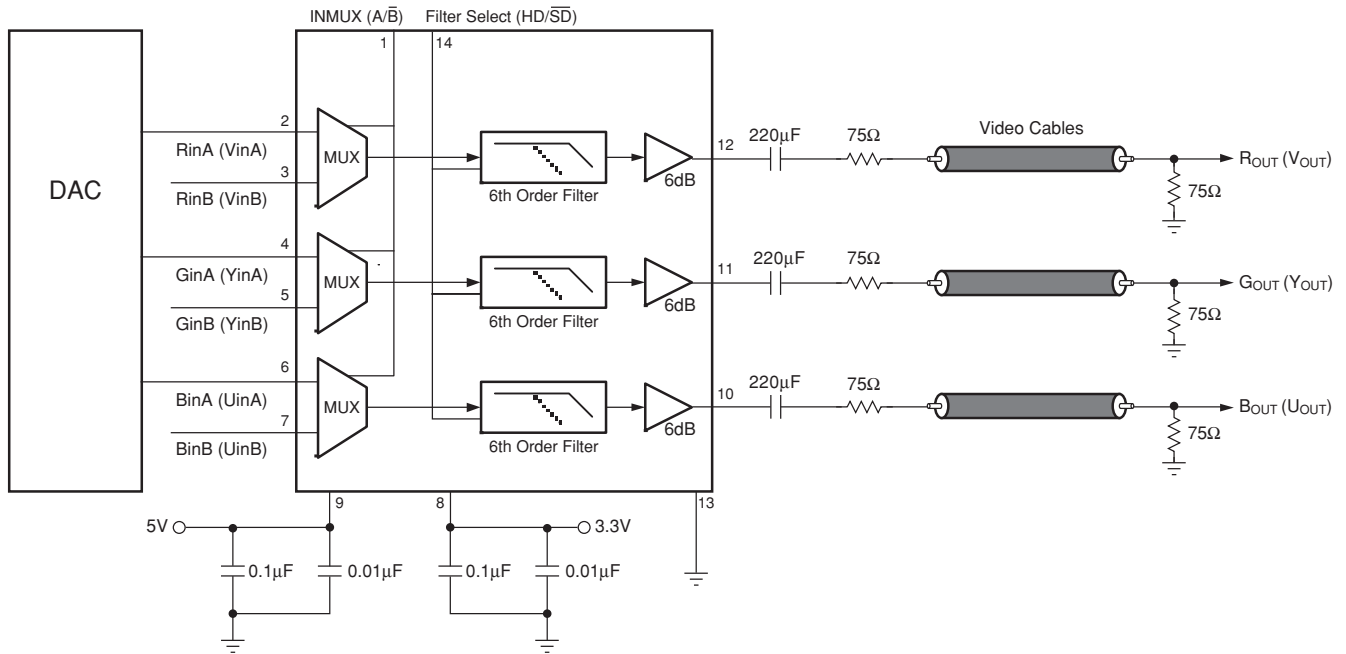 INMUX (A/B̅) Filter Select (HD/S̅D̅)
1 14
DAC
2
RinA (VinA)
3
RinB (VinB)
MUX
6th Order Filter
6dB
12
220μF
75Ω
Video Cables
ROUT (VOUT)
75Ω
4
GinA (YinA)
5
GinB (YinB)
MUX
6th Order Filter
6dB
11
220μF
75Ω
GOUT (YOUT)
75Ω
6
BinA (UinA)
7
BinB (UinB)
MUX
6th Order Filter
6dB
10
220μF
75Ω
BOUT (UOUT)
75Ω
9 8 13
5V 3.3V
0.1μF 0.01μF 0.1μF 0.01μF